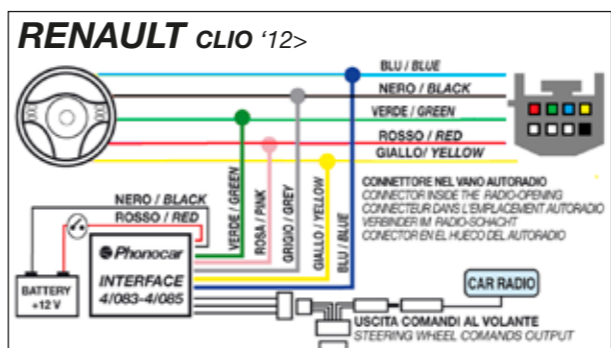 RENAULT CLIO ‘12>
BLU / BLUE
NERO / BLACK
VERDE / GREEN
ROSSO / RED
GIALLO/ YELLOW
CONNETTORE NEL VANO AUTORADIO
CONNECTOR INSIDE THE RADIO-OPENING
CONNECTEUR DANS L'EMPLACEMENT AUTORADIO
VERBINDER IM RADIO-SCHACHT
CONECTOR EN EL HUECO DEL AUTORADIO
NERO / BLACK
ROSSO / RED
VERDE / GREEN
ROSA / PINK
GRIGIO / GREY
GIALLO / YELLOW
BLU / BLUE
Phonocar
INTERFACE
4/083-4/085
BATTERY
+12 V
CAR RADIO
USCITA COMANDI AL VOLANTE
STEERING WHEEL COMANDS OUTPUT